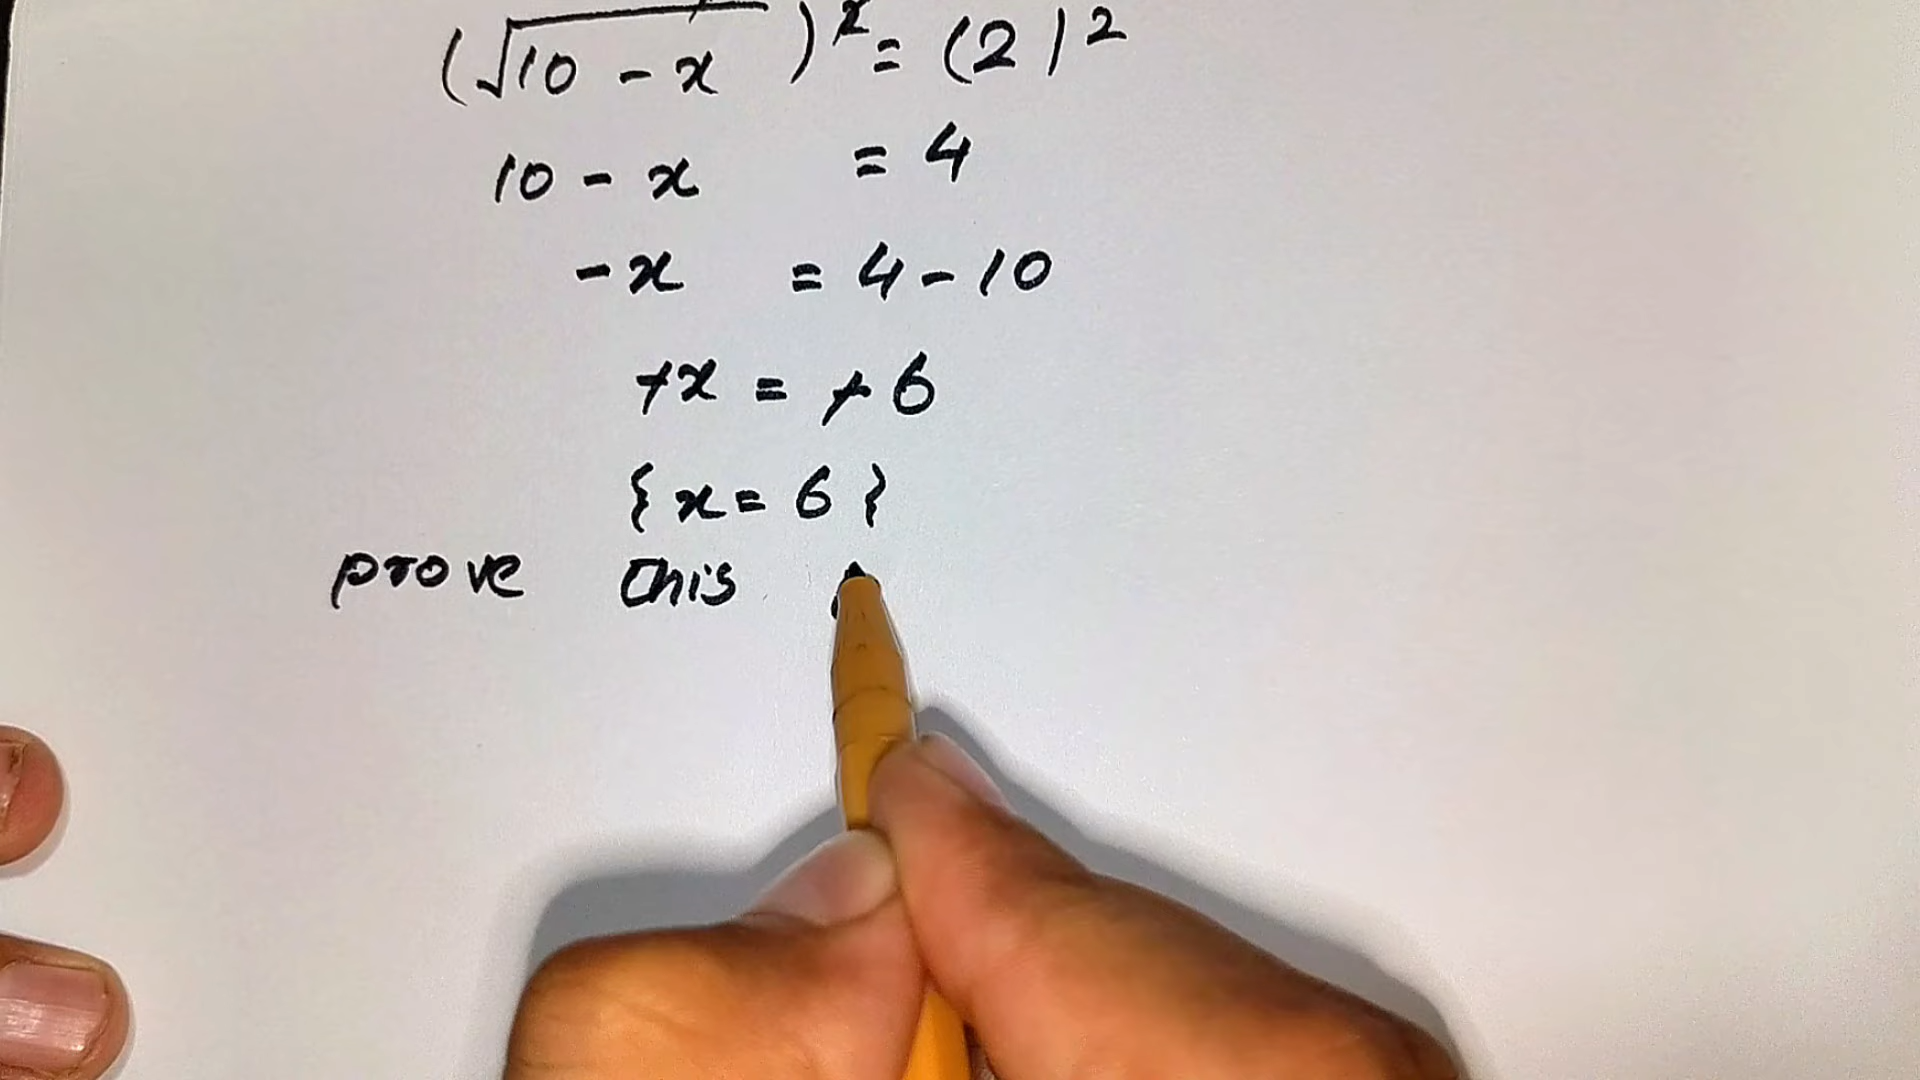 (√10 - x)² = (2)²
10 - x = 4
-x = 4 - 10
+x = +6
{x = 6}
prove this